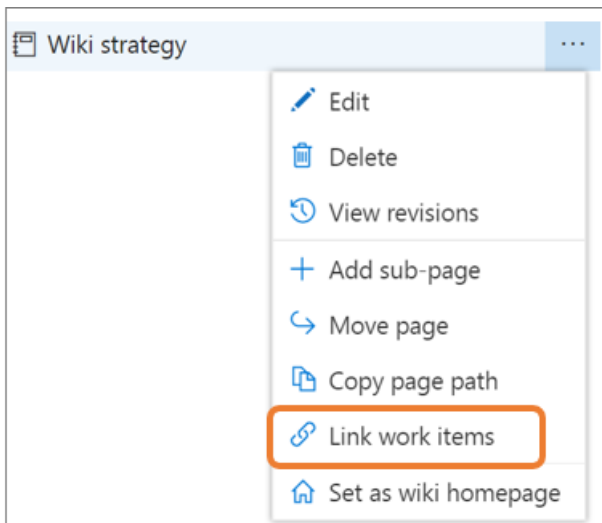 Wiki strategy
Edit
Delete
View revisions
Add sub-page
Move page
Copy page path
Link work items
Set as wiki homepage